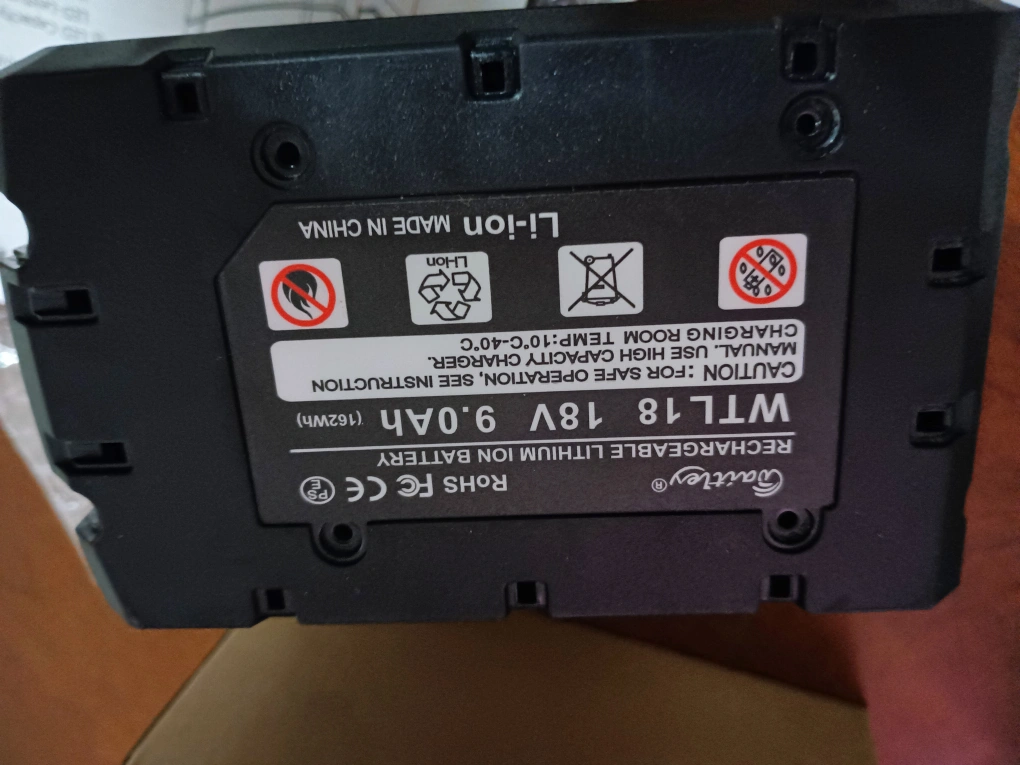 Waitley® RoHS FC CE PS E
RECHARGEABLE LITHIUM ION BATTERY
WTL18 18V 9.0Ah (162Wh)
CAUTION : FOR SAFE OPERATION, SEE INSTRUCTION
MANUAL. USE HIGH CAPACITY CHARGER.
CHARGING ROOM TEMP:10°C-40°C
Li-ion
Li-ion MADE IN CHINA